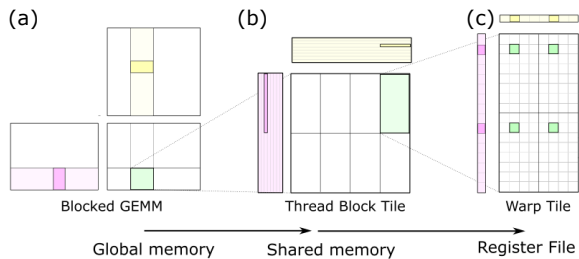 (a)
(b)
(c)
Blocked GEMM
Thread Block Tile
Warp Tile
Global memory
Shared memory
Register File